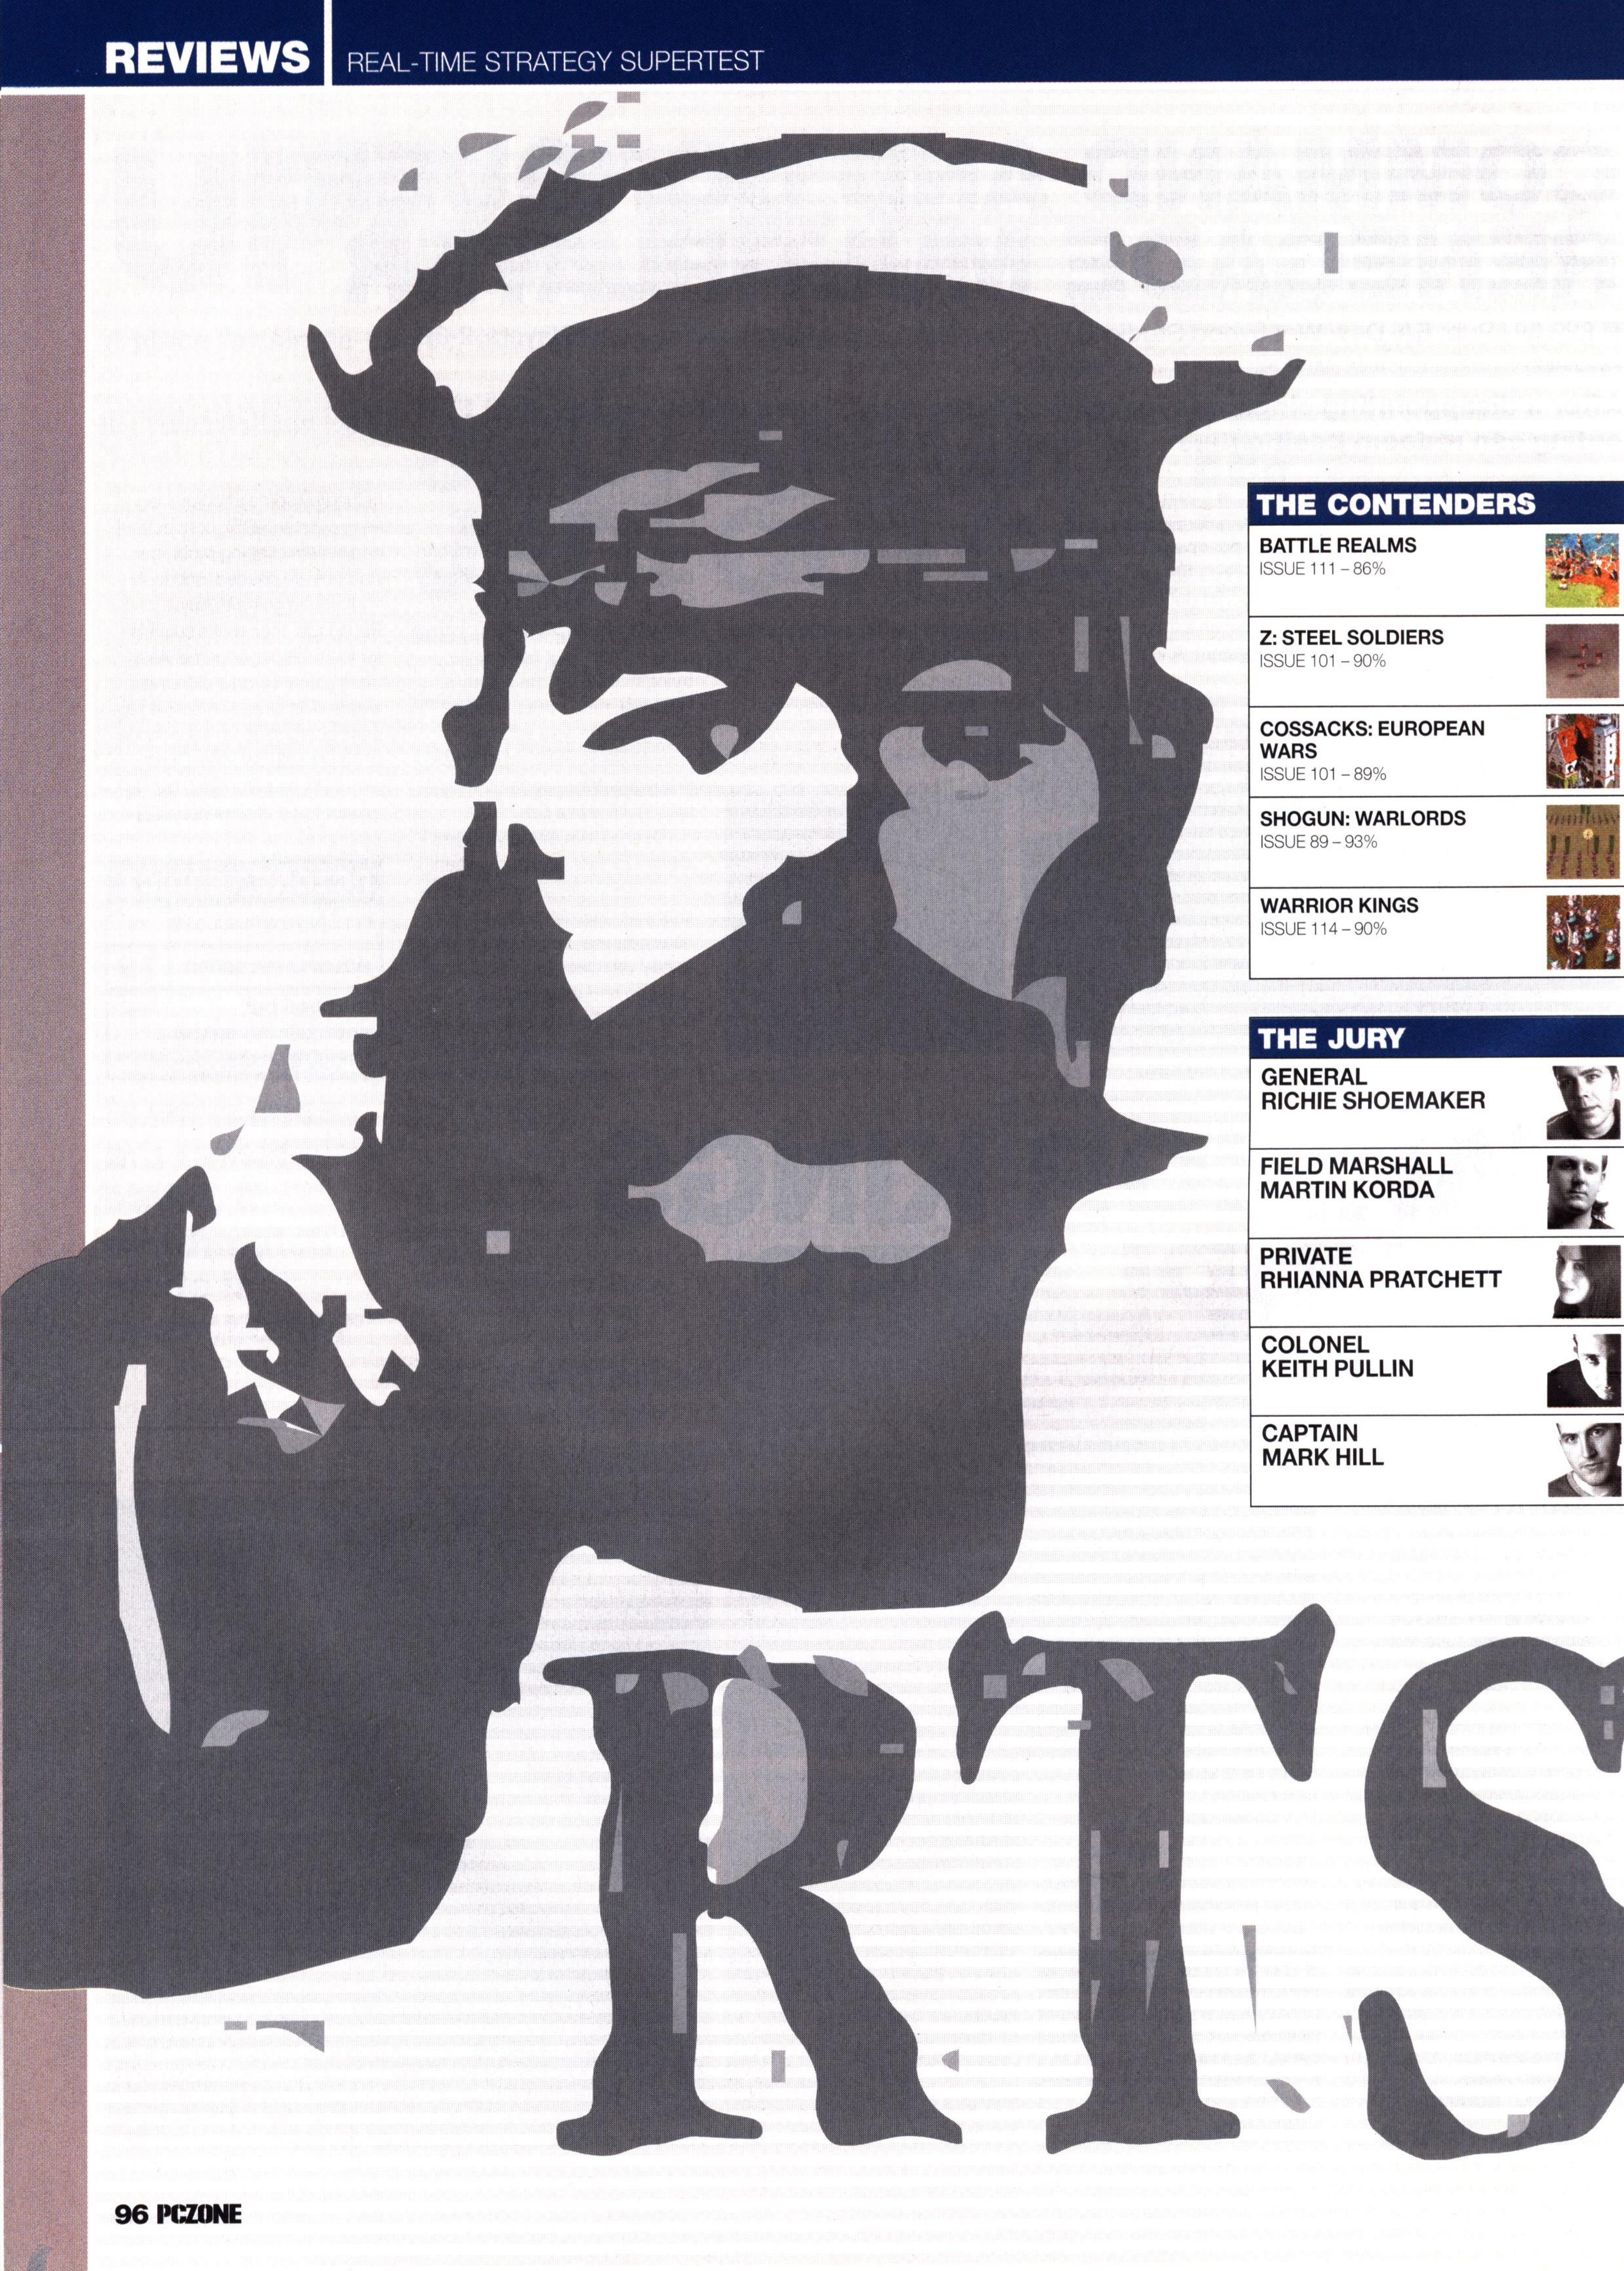 REVIEWS
REAL-TIME STRATEGY SUPERTEST
THE CONTENDERS
BATTLE REALMS
ISSUE 111 – 86%
Z: STEEL SOLDIERS
ISSUE 101 – 90%
COSSACKS: EUROPEAN
WARS
ISSUE 101 – 89%
SHOGUN: WARLORDS
ISSUE 89 – 93%
WARRIOR KINGS
ISSUE 114 – 90%
THE JURY
GENERAL
RICHIE SHOEMAKER
FIELD MARSHALL
MARTIN KORDA
PRIVATE
RHIANNA PRATCHETT
COLONEL
KEITH PULLIN
CAPTAIN
MARK HILL
RTS
96 PCZONE